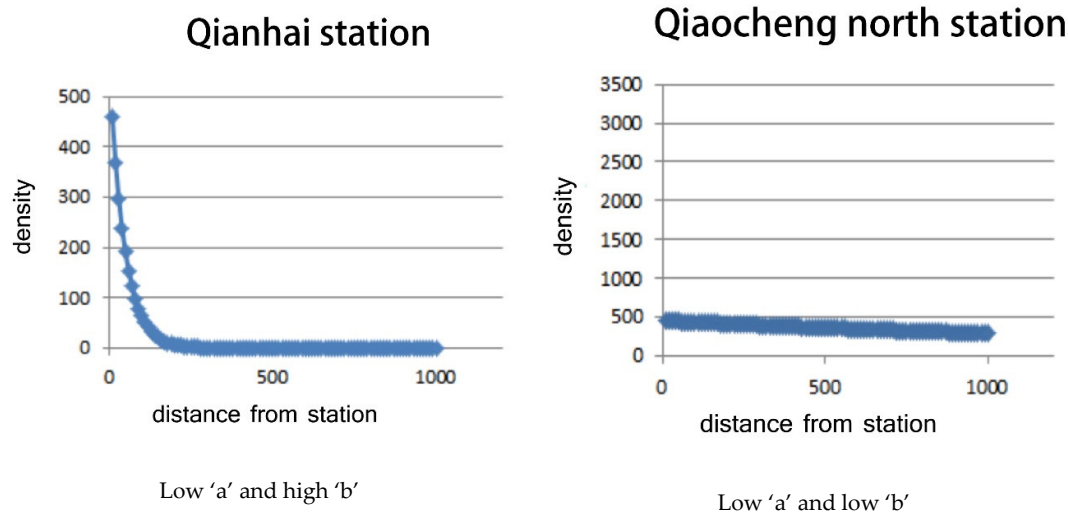 Qianhai station
500
400
300
200
100
0
density
0 500 1000
distance from station
Low ‘a’ and high ‘b’
Qiaocheng north station
3500
3000
2500
2000
1500
1000
500
0
density
0 500 1000
distance from station
Low ‘a’ and low ‘b’